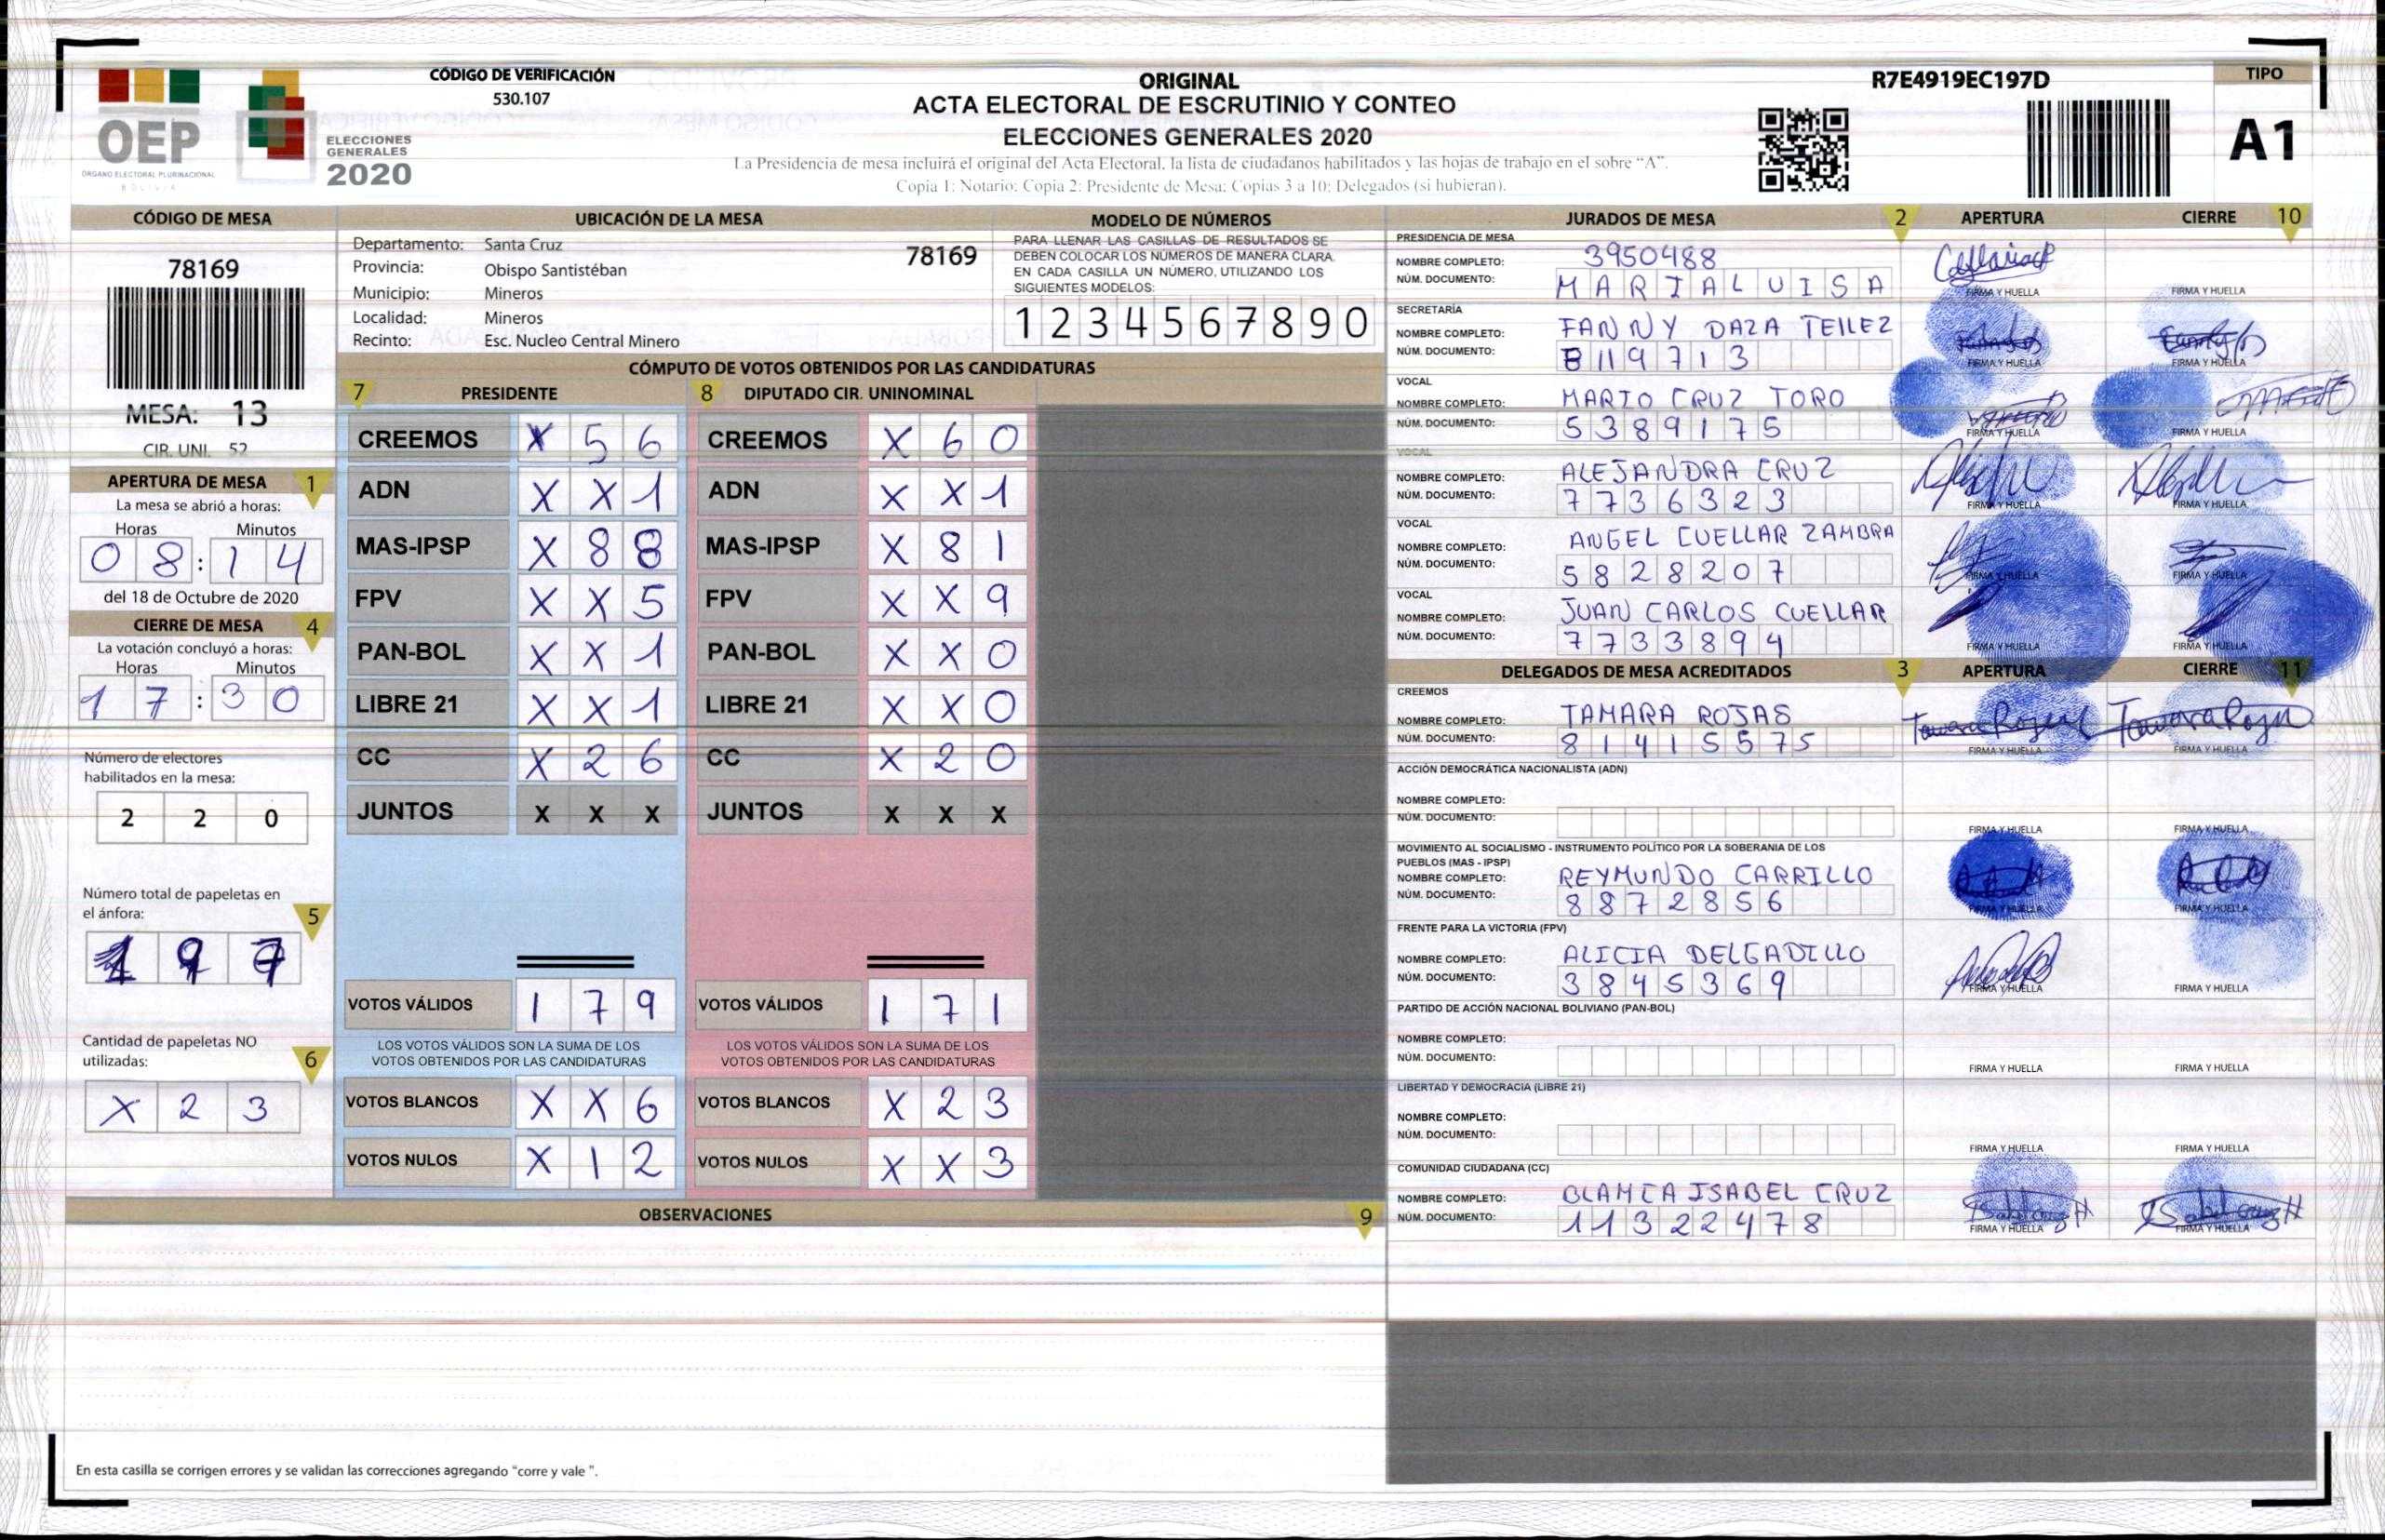 CÓDIGO DE VERIFICACIÓN
530.107
OEP
ÓRGANO ELECTORAL PLURINACIONAL
BOLIVIA
ELECCIONES
GENERALES
2020
ORIGINAL
ACTA ELECTORAL DE ESCRUTINIO Y CONTEO
ELECCIONES GENERALES 2020
La Presidencia de mesa incluirá el original del Acta Electoral, la lista de ciudadanos habilitados y las hojas de trabajo en el sobre “A”.
Copia 1: Notario; Copia 2: Presidente de Mesa; Copias 3 a 10: Delegados (si hubieran).
R7E4919EC197D
TIPO
A1
CÓDIGO DE MESA
78169
MESA: 13
CIR. UNI. 52
APERTURA DE MESA 1
La mesa se abrió a horas:
Horas Minutos
0 8 : 1 4
del 18 de Octubre de 2020
CIERRE DE MESA 4
La votación concluyó a horas:
Horas Minutos
1 7 : 3 0
Número de electores
habilitados en la mesa:
2 2 0
Número total de papeletas en
el ánfora: 5
1 9 7
Cantidad de papeletas NO
utilizadas: 6
X 2 3
UBICACIÓN DE LA MESA
Departamento: Santa Cruz 78169
Provincia: Obispo Santistéban
Municipio: Mineros
Localidad: Mineros
Recinto: Esc. Nucleo Central Minero
MODELO DE NÚMEROS
PARA LLENAR LAS CASILLAS DE RESULTADOS SE
DEBEN COLOCAR LOS NÚMEROS DE MANERA CLARA.
EN CADA CASILLA UN NÚMERO, UTILIZANDO LOS
SIGUIENTES MODELOS:
1 2 3 4 5 6 7 8 9 0
CÓMPUTO DE VOTOS OBTENIDOS POR LAS CANDIDATURAS
7 PRESIDENTE 8 DIPUTADO CIR. UNINOMINAL
CREEMOS X 5 6 CREEMOS X 6 0
ADN X X 1 ADN X X 1
MAS-IPSP X 8 8 MAS-IPSP X 8 1
FPV X X 5 FPV X X 9
PAN-BOL X X 1 PAN-BOL X X 0
LIBRE 21 X X 1 LIBRE 21 X X 0
CC X 2 6 CC X 2 0
JUNTOS X X X JUNTOS X X X
VOTOS VÁLIDOS 1 7 9 VOTOS VÁLIDOS 1 7 1
LOS VOTOS VÁLIDOS SON LA SUMA DE LOS LOS VOTOS VÁLIDOS SON LA SUMA DE LOS
VOTOS OBTENIDOS POR LAS CANDIDATURAS VOTOS OBTENIDOS POR LAS CANDIDATURAS
VOTOS BLANCOS X X 6 VOTOS BLANCOS X 2 3
VOTOS NULOS X 1 2 VOTOS NULOS X X 3
OBSERVACIONES 9
En esta casilla se corrigen errores y se validan las correcciones agregando “corre y vale ”.
JURADOS DE MESA 2 APERTURA CIERRE 10
PRESIDENCIA DE MESA
NOMBRE COMPLETO: 3950488
NÚM. DOCUMENTO: MARIALUISA
FIRMA Y HUELLA FIRMA Y HUELLA
SECRETARÍA
NOMBRE COMPLETO: FANNY DAZA TEILEZ
NÚM. DOCUMENTO: 8119713
FIRMA Y HUELLA FIRMA Y HUELLA
VOCAL
NOMBRE COMPLETO: MARIO CRUZ TORO
NÚM. DOCUMENTO: 5389175
FIRMA Y HUELLA FIRMA Y HUELLA
VOCAL
NOMBRE COMPLETO: ALEJANDRA CRUZ
NÚM. DOCUMENTO: 7736323
FIRMA Y HUELLA FIRMA Y HUELLA
VOCAL
NOMBRE COMPLETO: ANGEL CUELLAR ZAMBRA
NÚM. DOCUMENTO: 5828207
FIRMA Y HUELLA FIRMA Y HUELLA
VOCAL
NOMBRE COMPLETO: JUAN CARLOS CUELLAR
NÚM. DOCUMENTO: 7733894
FIRMA Y HUELLA FIRMA Y HUELLA
DELEGADOS DE MESA ACREDITADOS 3 APERTURA CIERRE 11
CREEMOS
NOMBRE COMPLETO: TAMARA ROJAS
NÚM. DOCUMENTO: 81415575
FIRMA Y HUELLA FIRMA Y HUELLA
ACCIÓN DEMOCRÁTICA NACIONALISTA (ADN)
NOMBRE COMPLETO:
NÚM. DOCUMENTO:
FIRMA Y HUELLA FIRMA Y HUELLA
MOVIMIENTO AL SOCIALISMO - INSTRUMENTO POLÍTICO POR LA SOBERANIA DE LOS
PUEBLOS (MAS - IPSP)
NOMBRE COMPLETO: REYMUNDO CARRILLO
NÚM. DOCUMENTO: 8872856
FIRMA Y HUELLA FIRMA Y HUELLA
FRENTE PARA LA VICTORIA (FPV)
NOMBRE COMPLETO: ALICIA DELGADILLO
NÚM. DOCUMENTO: 3845369
FIRMA Y HUELLA FIRMA Y HUELLA
PARTIDO DE ACCIÓN NACIONAL BOLIVIANO (PAN-BOL)
NOMBRE COMPLETO:
NÚM. DOCUMENTO:
FIRMA Y HUELLA FIRMA Y HUELLA
LIBERTAD Y DEMOCRACIA (LIBRE 21)
NOMBRE COMPLETO:
NÚM. DOCUMENTO:
FIRMA Y HUELLA FIRMA Y HUELLA
COMUNIDAD CIUDADANA (CC)
NOMBRE COMPLETO: BLANCA ISABEL CRUZ
NÚM. DOCUMENTO: 11322478
FIRMA Y HUELLA FIRMA Y HUELLA